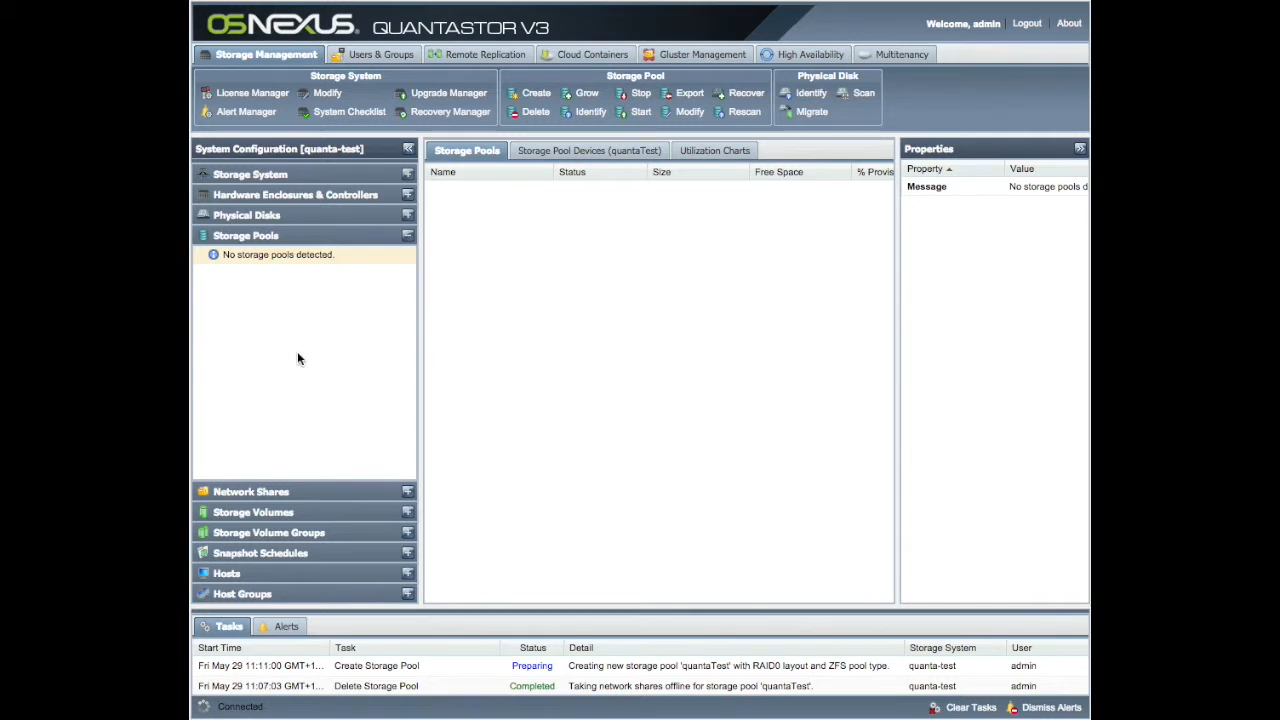 OSNEXUS. QUANTASTOR V3
Welcome, admin Logout About
Storage Management Users & Groups Remote Replication Cloud Containers Gluster Management High Availability Multitenancy
Storage System Storage Pool Physical Disk
License Manager Modify Upgrade Manager Create Grow Stop Export Recover Identify Scan
Alert Manager System Checklist Recovery Manager Delete Identify Start Modify Rescan Migrate
System Configuration [quanta-test]
Storage System
Hardware Enclosures & Controllers
Physical Disks
Storage Pools
No storage pools detected.
Network Shares
Storage Volumes
Storage Volume Groups
Snapshot Schedules
Hosts
Host Groups
Storage Pools Storage Pool Devices (quantaTest) Utilization Charts
Name Status Size Free Space % Provis
Properties
Property Value
Message No storage pools d
Tasks Alerts
Start Time Task Status Detail Storage System User
Fri May 29 11:11:00 GMT+1... Create Storage Pool Preparing Creating new storage pool 'quantaTest' with RAID0 layout and ZFS pool type. quanta-test admin
Fri May 29 11:07:03 GMT+1... Delete Storage Pool Completed Taking network shares offline for storage pool 'quantaTest'. quanta-test admin
Connected Clear Tasks Dismiss Alerts